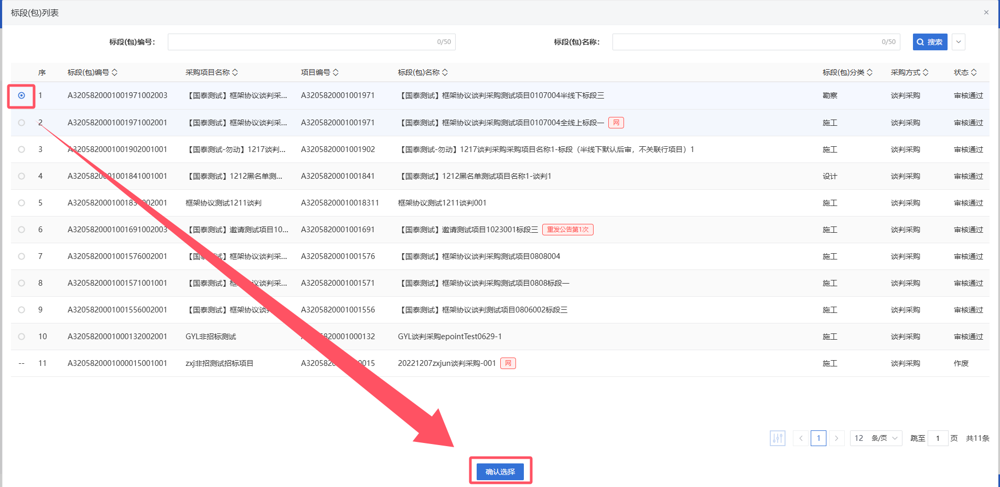 标段(包)列表
标段(包)编号： 0/50 标段(包)名称： 0/50 搜索
序 标段(包)编号 采购项目名称 项目编号 标段(包)名称 标段(包)分类 采购方式 状态
1 A3205820001001971002003 【国泰测试】框架协议谈判采... A3205820001001971 【国泰测试】框架协议谈判采购测试项目0107004半线下标段三 勘察 谈判采购 审核通过
2 A3205820001001971002001 【国泰测试】框架协议谈判采... A3205820001001971 【国泰测试】框架协议谈判采购测试项目0107004全线上标段一 网 施工 谈判采购 审核通过
3 A3205820001001902001001 【国泰测试-勿动】1217谈判... A3205820001001902 【国泰测试-勿动】1217谈判采购采购项目名称1-标段（半线下默认后审，不关联行项目）1 施工 谈判采购 审核通过
4 A3205820001001841001001 【国泰测试】1212黑名单测... A3205820001001841 【国泰测试】1212黑名单测试项目名称1-谈判1 设计 谈判采购 审核通过
5 框架协议测试1211谈判 A32058200010018311 框架协议测试1211谈判001 施工 谈判采购 审核通过
6 A3205820001001691002003 【国泰测试】邀请测试项目10... A3205820001001691 【国泰测试】邀请测试项目1023001标段三 重发公告第1次 施工 谈判采购 审核通过
7 A3205820001001576002001 【国泰测试】框架协议谈判采... A3205820001001576 【国泰测试】框架协议谈判采购测试项目0808004 施工 谈判采购 审核通过
8 A3205820001001571001001 【国泰测试】框架协议谈判采... A3205820001001571 【国泰测试】框架协议谈判采购测试项目0808标段一 施工 谈判采购 审核通过
9 A3205820001001556002001 【国泰测试】框架协议谈 A3205820001001556 【国泰测试】框架协议谈判测试项目0806002标段三 施工 谈判采购 审核通过
10 A3205820001000132002001 GYL非招标测试 A3205820001000132 GYL谈判采购epointTest0629-1 施工 谈判采购 审核通过
-- 11 A3205820001000015001001 zxj非招测试招标项目 20221207zxjun谈判采购-001 网 施工 谈判采购 作废
1 12 条/页 跳至 1 页 共11条
确认选择